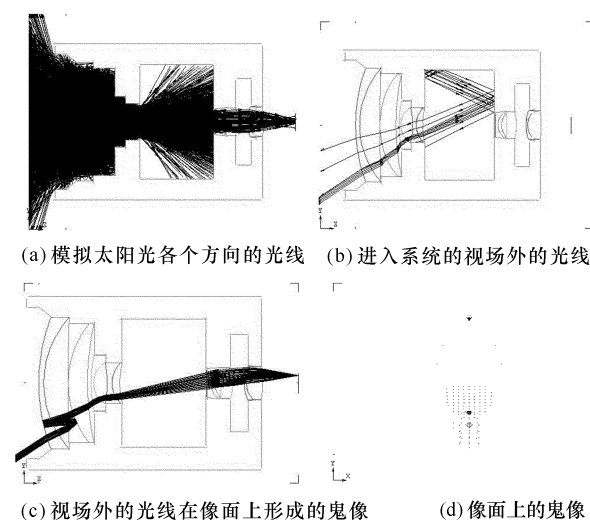 (a) 模拟太阳光各个方向的光线
(b) 进入系统的视场外的光线
(c) 视场外的光线在像面上形成的鬼像
(d) 像面上的鬼像